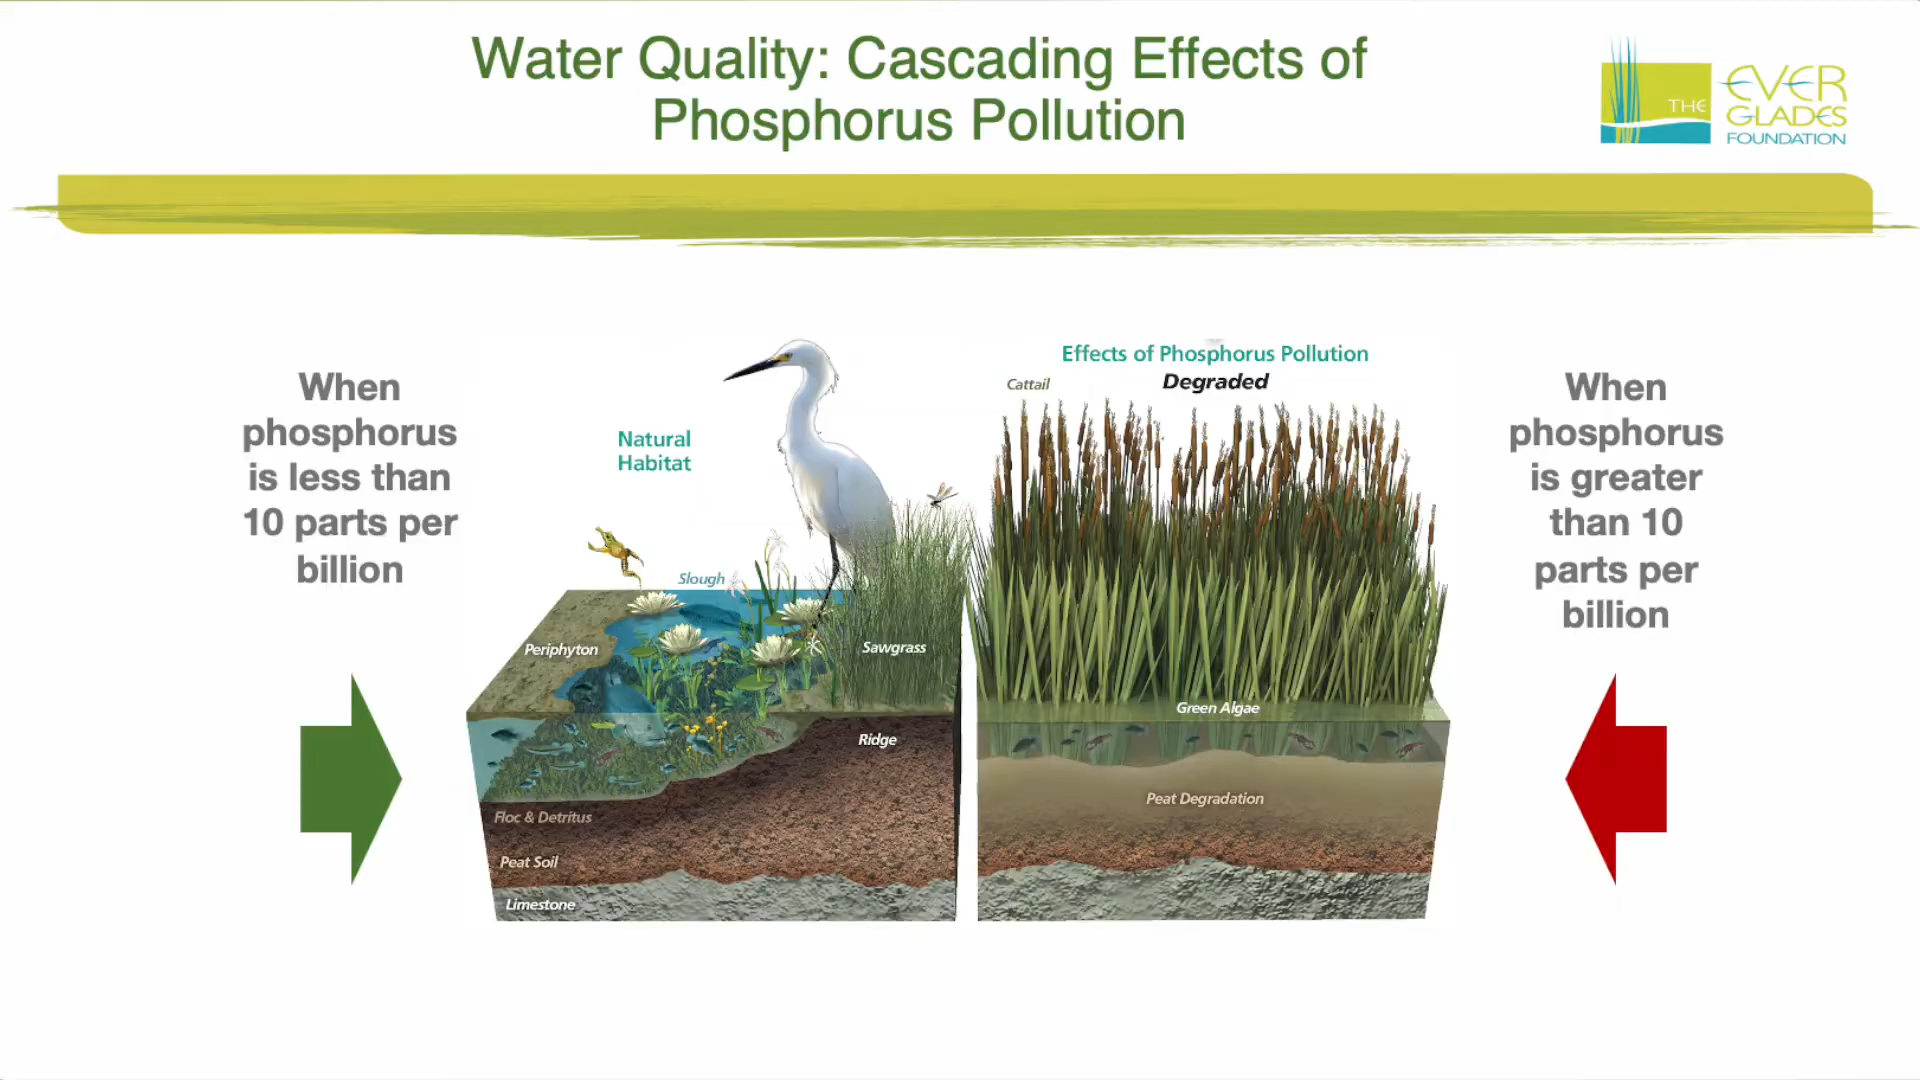 Water Quality: Cascading Effects of
Phosphorus Pollution
THE
EVER
GLADES
FOUNDATION
When
phosphorus
is less than
10 parts per
billion
Natural
Habitat
Slough
Periphyton
Sawgrass
Ridge
Floc & Detritus
Peat Soil
Limestone
Effects of Phosphorus Pollution
Degraded
Cattail
Green Algae
Peat Degradation
When
phosphorus
is greater
than 10
parts per
billion